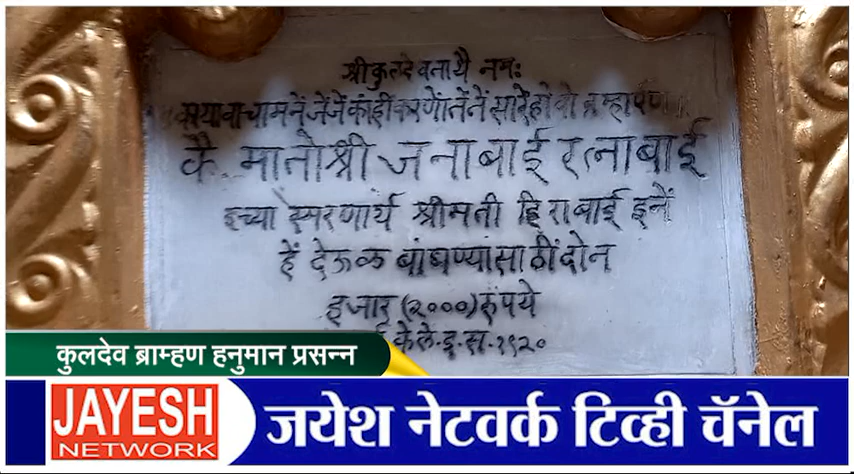 श्रीकुलदेवतायै नमः
कायावाचामनें जेंजें कांहीं करणें तेंतें सारें होवो ब्रम्हार्पण
कै. मातोश्री जनाबाई रत्नाबाई
इच्या स्मरणार्थ श्रीमती हिराबाई इनें
हें देऊळ बांधण्यासाठीं दोन
हजार (२०००) रुपये
केले. इ. स. १९२०
कुलदेव ब्राम्हण हनुमान प्रसन्न
JAYESH
NETWORK
जयेश नेटवर्क टिव्ही चॅनेल